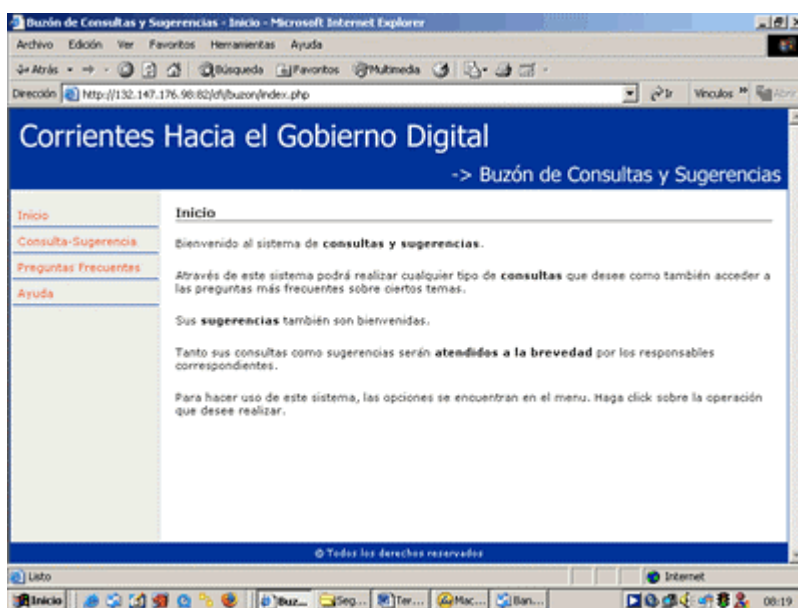 Buzón de Consultas y Sugerencias - Inicio - Microsoft Internet Explorer
Archivo Edición Ver Favoritos Herramientas Ayuda
Atrás Búsqueda Favoritos Multimedia
Dirección http://132.147.176.98:82/cfi/buzon/index.php Ir Vínculos
Corrientes Hacia el Gobierno Digital
-> Buzón de Consultas y Sugerencias
Inicio
Consulta-Sugerencia
Preguntas Frecuentes
Ayuda
Inicio
Bienvenido al sistema de consultas y sugerencias.
Através de este sistema podrá realizar cualquier tipo de consultas que desee como también acceder a
las preguntas más frecuentes sobre ciertos temas.
Sus sugerencias también son bienvenidas.
Tanto sus consultas como sugerencias serán atendidos a la brevedad por los responsables
correspondientes.
Para hacer uso de este sistema, las opciones se encuentran en el menu. Haga click sobre la operación
que desee realizar.
© Todos los derechos reservados
Listo Internet
Inicio Buz... Seg... Ter... Mac... Ban... 08:19